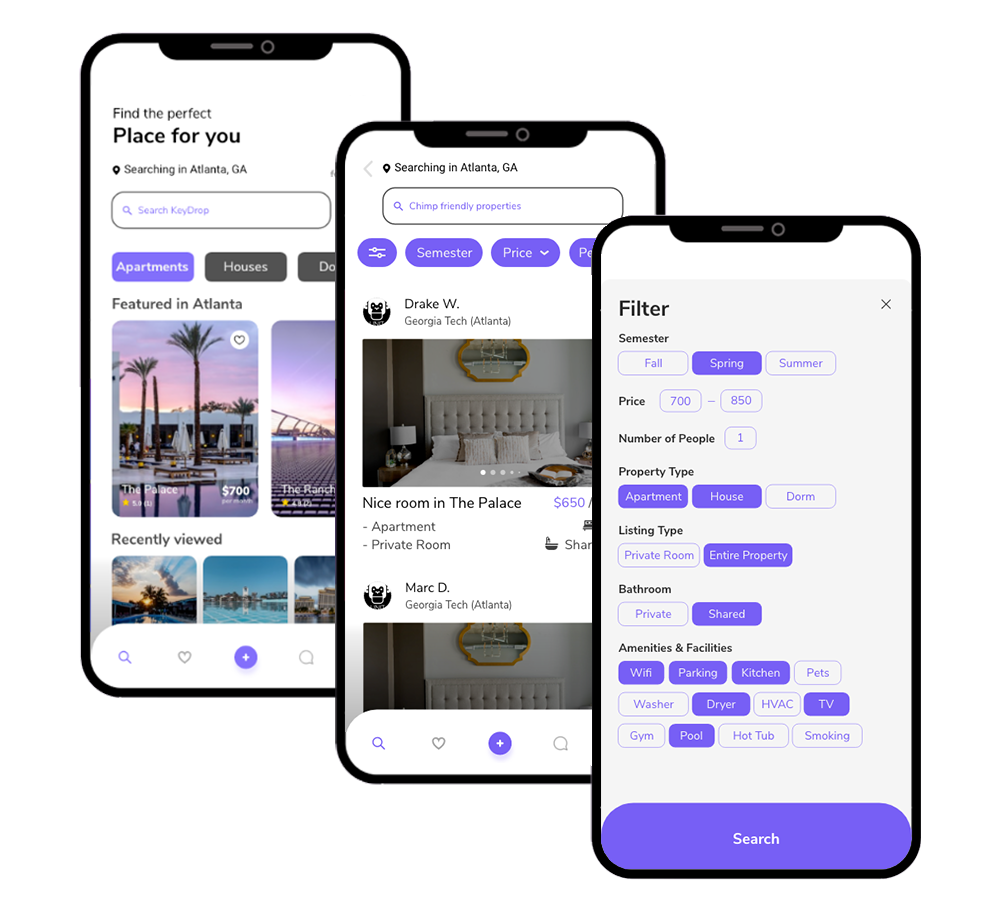 Find the perfect
Place for you
Searching in Atlanta, GA
Search KeyDrop
Apartments
Houses
Do
Featured in Atlanta
The Palace
5.0 (1)
$700
per month
The Ranch
Recently viewed
Searching in Atlanta, GA
Chimp friendly properties
Semester
Price
Pe
Drake W.
Georgia Tech (Atlanta)
Nice room in The Palace
$650 /
- Apartment
- Private Room
Shar
Marc D.
Georgia Tech (Atlanta)
Filter
Semester
Fall Spring Summer
Price 700 – 850
Number of People 1
Property Type
Apartment House Dorm
Listing Type
Private Room Entire Property
Bathroom
Private Shared
Amenities & Facilities
Wifi Parking Kitchen Pets
Washer Dryer HVAC TV
Gym Pool Hot Tub Smoking
Search